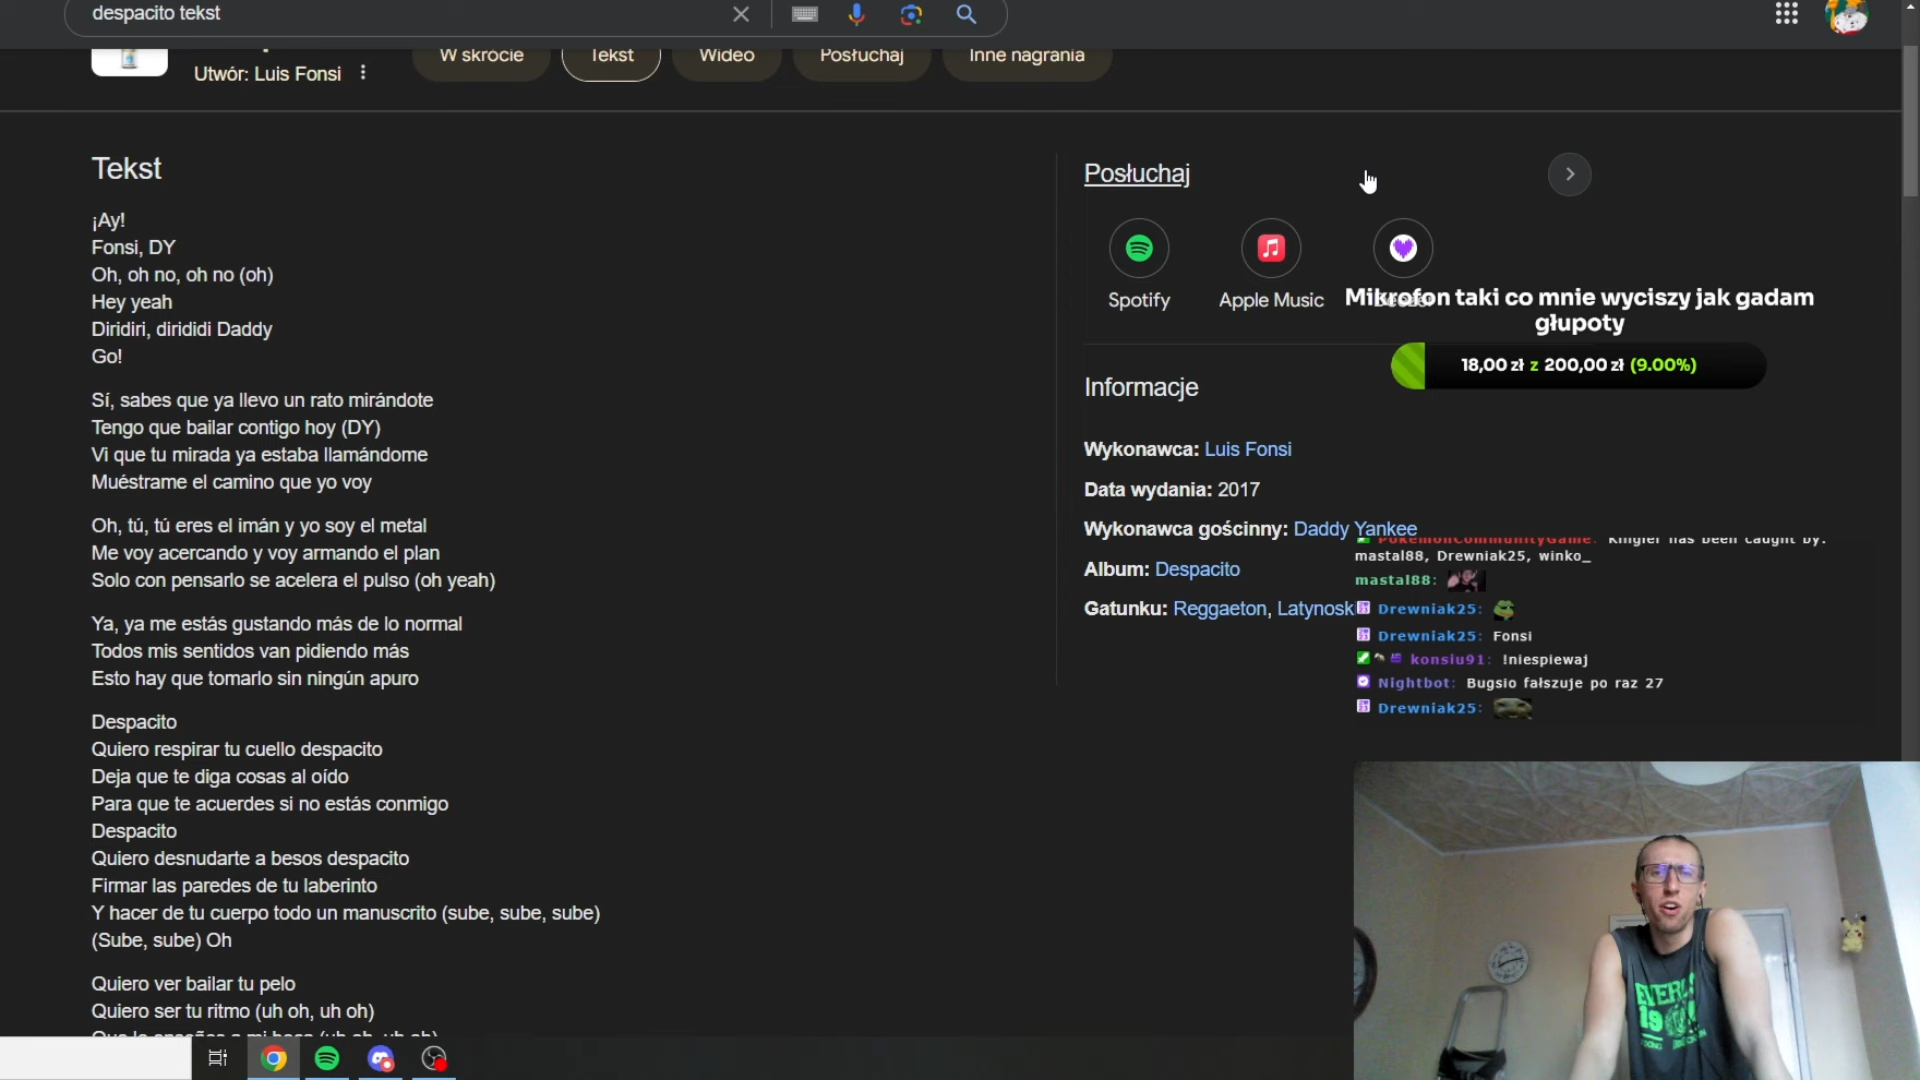 despacito tekst
Utwór: Luis Fonsi
W skrócie
Tekst
Wideo
Posłuchaj
Inne nagrania
Tekst
¡Ay!
Fonsi, DY
Oh, oh no, oh no (oh)
Hey yeah
Diridiri, dirididi Daddy
Go!
Sí, sabes que ya llevo un rato mirándote
Tengo que bailar contigo hoy (DY)
Vi que tu mirada ya estaba llamándome
Muéstrame el camino que yo voy
Oh, tú, tú eres el imán y yo soy el metal
Me voy acercando y voy armando el plan
Solo con pensarlo se acelera el pulso (oh yeah)
Ya, ya me estás gustando más de lo normal
Todos mis sentidos van pidiendo más
Esto hay que tomarlo sin ningún apuro
Despacito
Quiero respirar tu cuello despacito
Deja que te diga cosas al oído
Para que te acuerdes si no estás conmigo
Despacito
Quiero desnudarte a besos despacito
Firmar las paredes de tu laberinto
Y hacer de tu cuerpo todo un manuscrito (sube, sube, sube)
(Sube, sube) Oh
Quiero ver bailar tu pelo
Quiero ser tu ritmo (uh oh, uh oh)
Posłuchaj
Spotify
Apple Music
Mikrofon taki co mnie wyciszy jak gadam
głupoty
18,00 zł z 200,00 zł (9.00%)
Informacje
Wykonawca: Luis Fonsi
Data wydania: 2017
Wykonawca gościnny: Daddy Yankee
Album: Despacito
Gatunku: Reggaeton, Latynosk
PokemonCommunityGame: Kingler has been caught by:
mastal88, Drewniak25, winko_
mastal88:
Drewniak25:
Drewniak25: Fonsi
konsiu91: !niespiewaj
Nightbot: Bugsio fałszuje po raz 27
Drewniak25:
EVERL
19